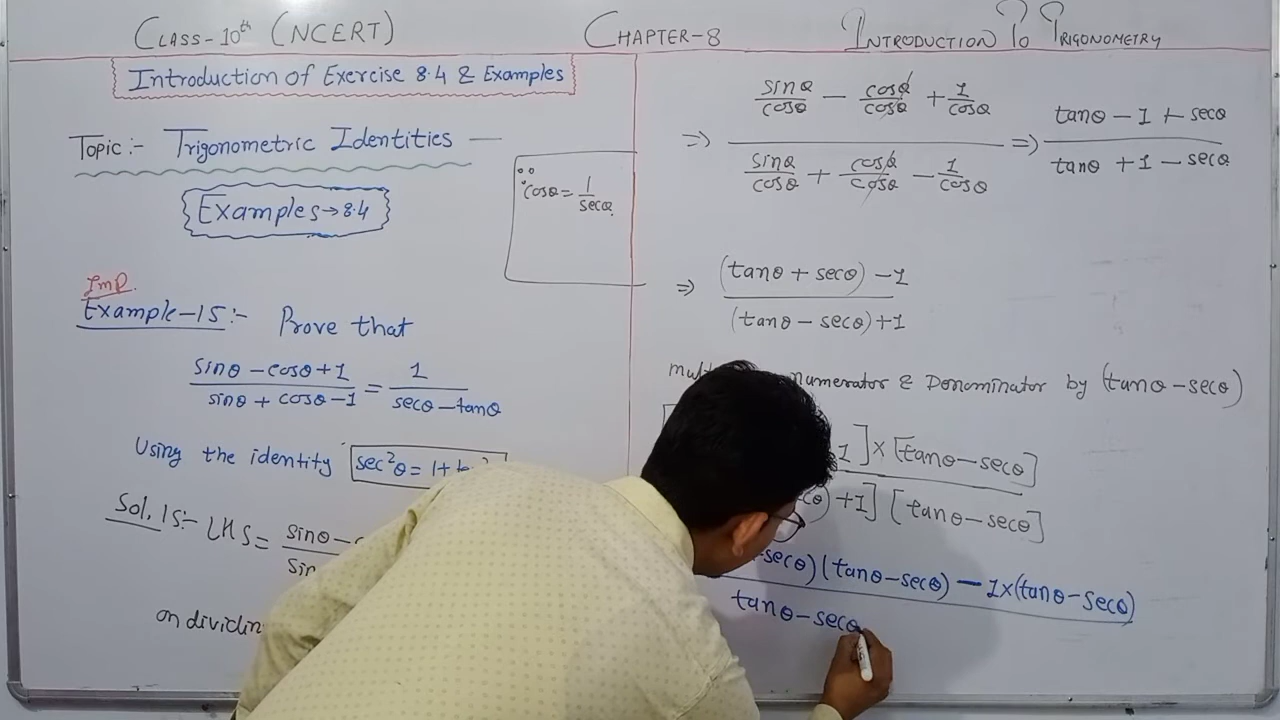 CLASS-10th (NCERT) CHAPTER-8 INTRODUCTION TO TRIGONOMETRY
Introduction of Exercise 8.4 & Examples
Topic:- Trigonometric Identities
Examples→8.4
Imp.
Example-15:- Prove that
sinθ-cosθ+1/sinθ+cosθ-1 = 1/secθ-tanθ
Using the identity sec²θ = 1+
Sol. 15:- LHS = sinθ-
sin
on dividin
∵ cosθ = 1/secθ
⇒ sinθ/cosθ - cosθ/cosθ + 1/cosθ
sinθ/cosθ + cosθ/cosθ - 1/cosθ
⇒ tanθ - 1 + secθ
tanθ + 1 - secθ
⇒ (tanθ + secθ) - 1
(tanθ - secθ) + 1
numerator & Denominator by (tanθ-secθ)
1] × [tanθ-secθ]
θ) + 1] [tanθ-secθ]
secθ)(tanθ-secθ) - 1×(tanθ-secθ)
tanθ-secθ